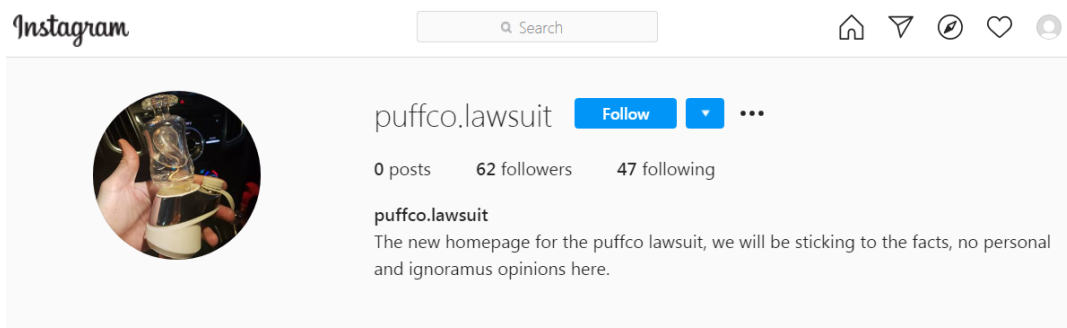 Instagram
Search
puffco.lawsuit Follow
0 posts 62 followers 47 following
puffco.lawsuit
The new homepage for the puffco lawsuit, we will be sticking to the facts, no personal
and ignoramus opinions here.